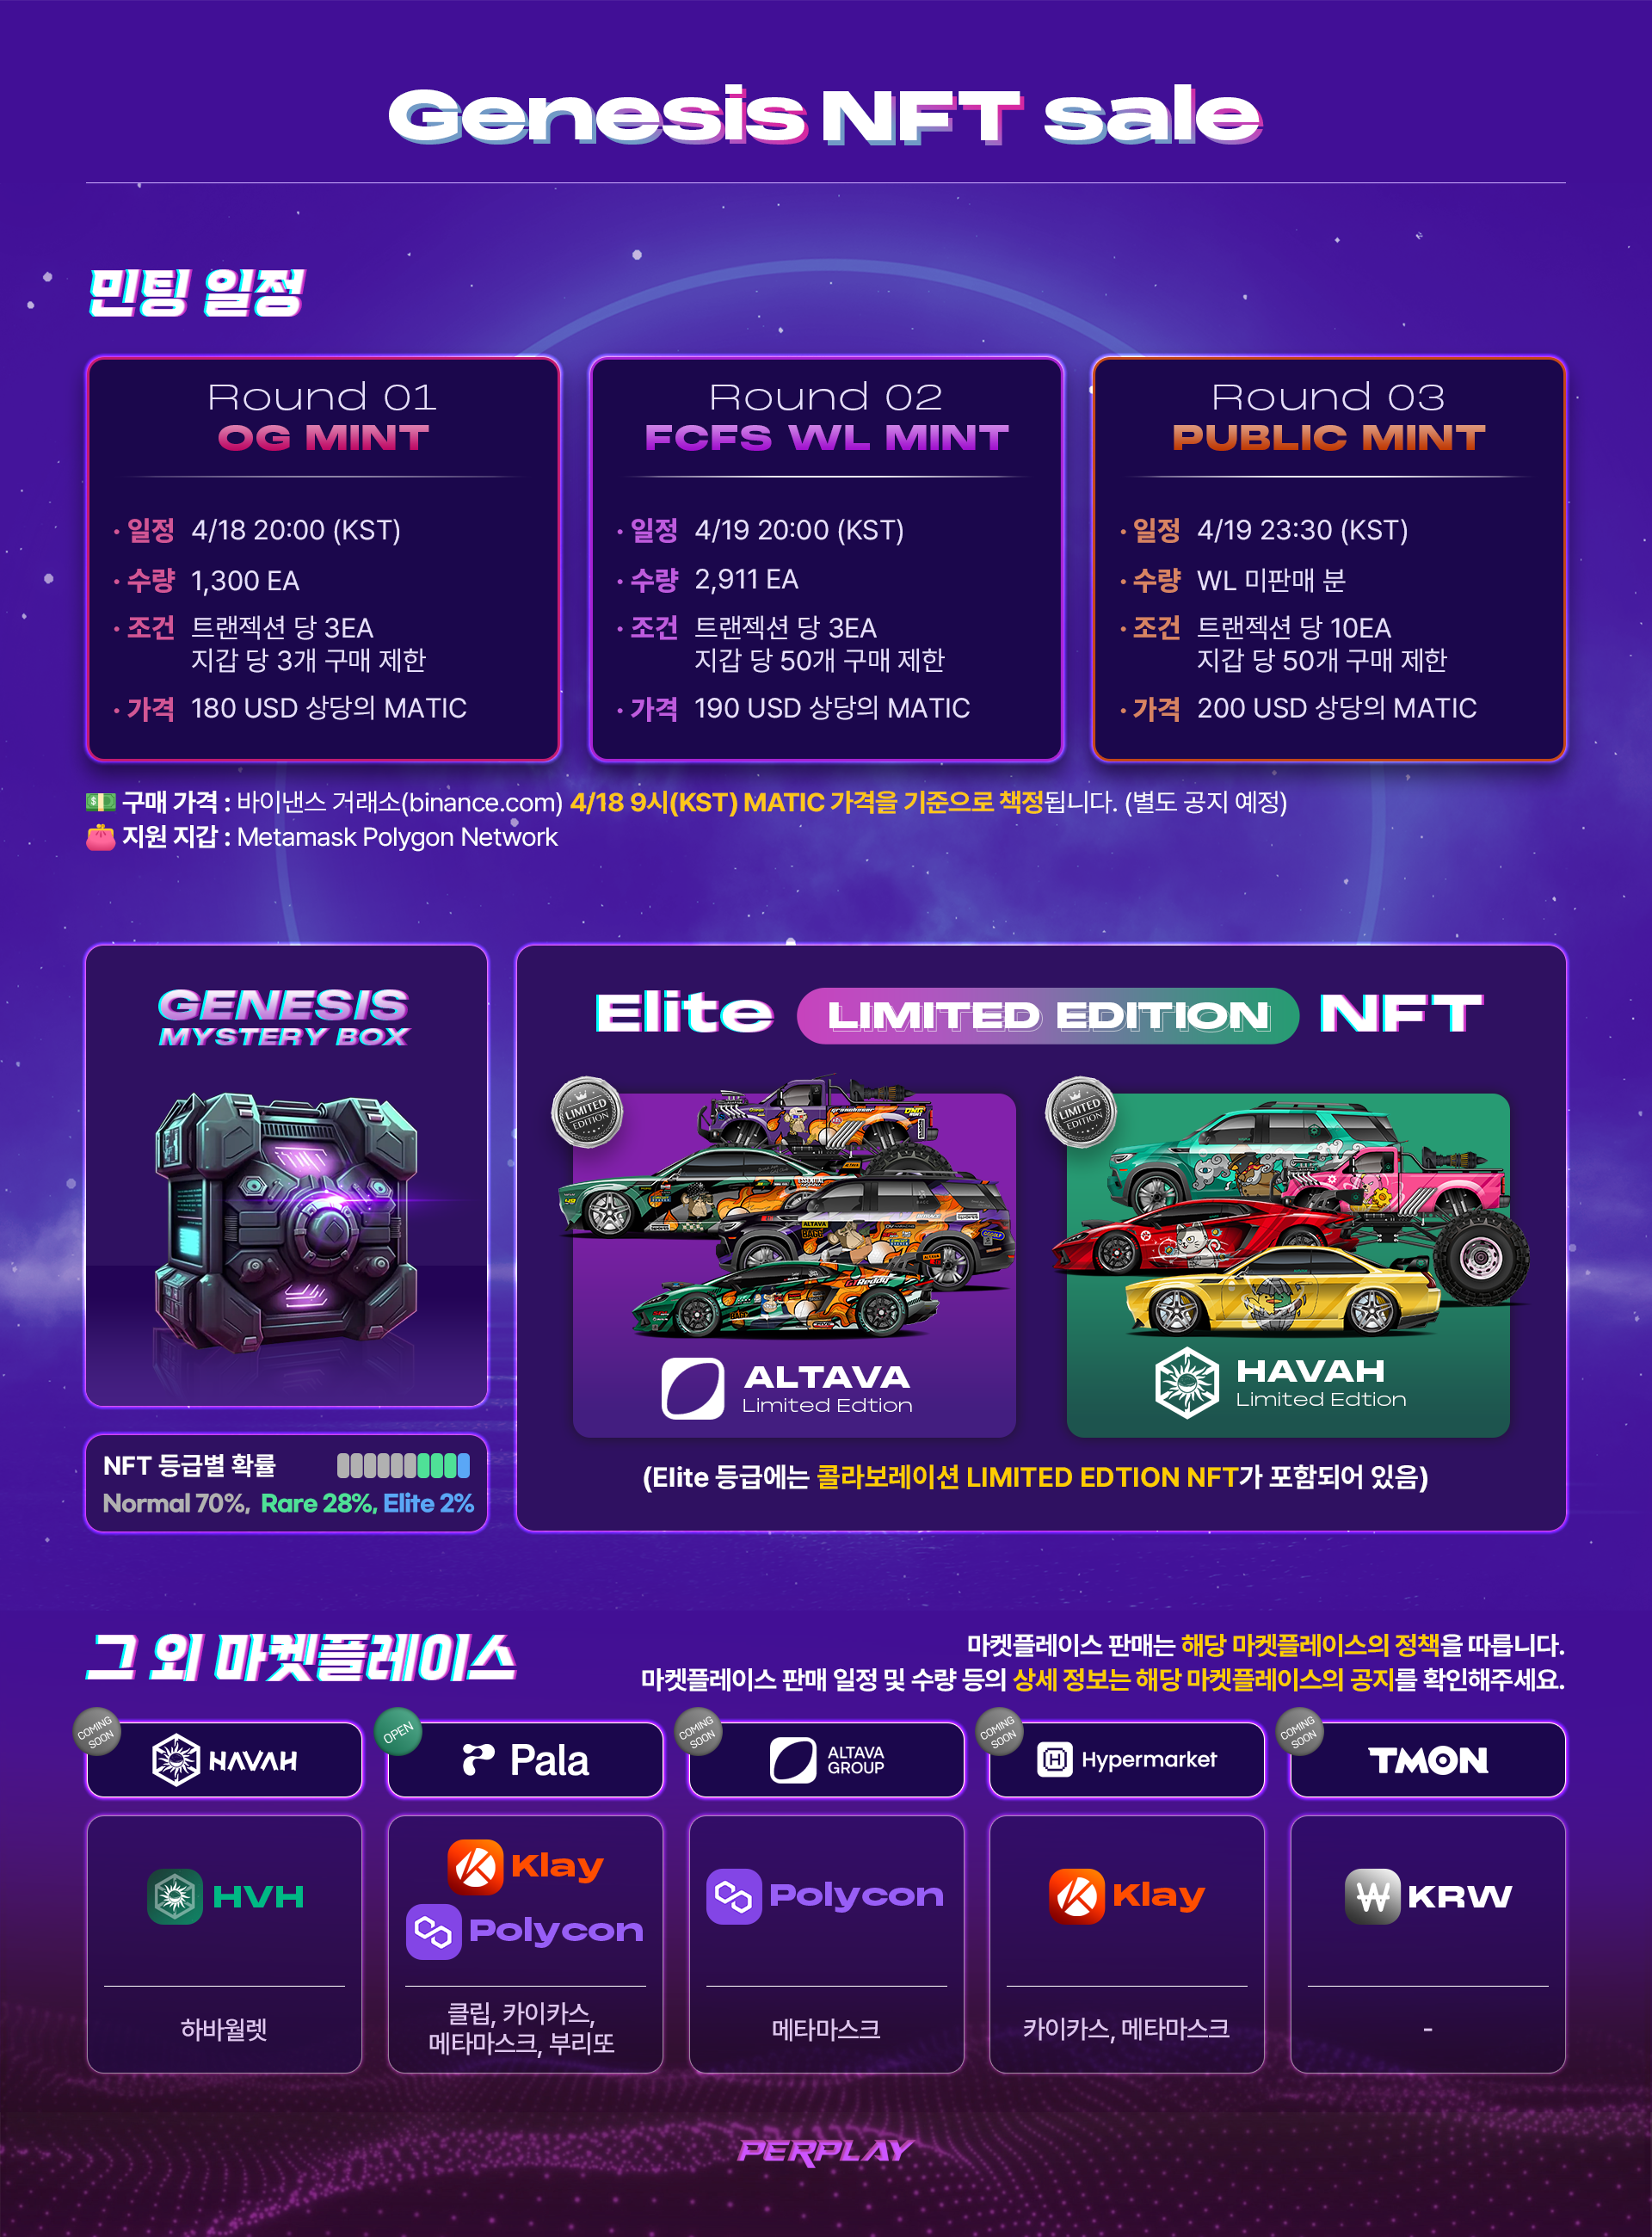 Genesis NFT sale
민팅 일정
Round 01
OG MINT
· 일정 4/18 20:00 (KST)
· 수량 1,300 EA
· 조건 트랜젝션 당 3EA
지갑 당 3개 구매 제한
· 가격 180 USD 상당의 MATIC
Round 02
FCFS WL MINT
· 일정 4/19 20:00 (KST)
· 수량 2,911 EA
· 조건 트랜젝션 당 3EA
지갑 당 50개 구매 제한
· 가격 190 USD 상당의 MATIC
Round 03
PUBLIC MINT
· 일정 4/19 23:30 (KST)
· 수량 WL 미판매 분
· 조건 트랜젝션 당 10EA
지갑 당 50개 구매 제한
· 가격 200 USD 상당의 MATIC
구매 가격 : 바이낸스 거래소(binance.com) 4/18 9시(KST) MATIC 가격을 기준으로 책정됩니다. (별도 공지 예정)
지원 지갑 : Metamask Polygon Network
GENESIS
MYSTERY BOX
NFT 등급별 확률
Normal 70%, Rare 28%, Elite 2%
Elite LIMITED EDITION NFT
LIMITED
EDITION
ALTAVA
Limited Edtion
LIMITED
EDITION
HAVAH
Limited Edtion
(Elite 등급에는 콜라보레이션 LIMITED EDTION NFT가 포함되어 있음)
그 외 마켓플레이스
마켓플레이스 판매는 해당 마켓플레이스의 정책을 따릅니다.
마켓플레이스 판매 일정 및 수량 등의 상세 정보는 해당 마켓플레이스의 공지를 확인해주세요.
COMING
SOON
HAVAH
HVH
하바월렛
OPEN
Pala
Klay
Polycon
클립, 카이카스,
메타마스크, 부리또
COMING
SOON
ALTAVA
GROUP
Polycon
메타마스크
COMING
SOON
Hypermarket
Klay
카이카스, 메타마스크
COMING
SOON
TMON
KRW
-
PERPLAY